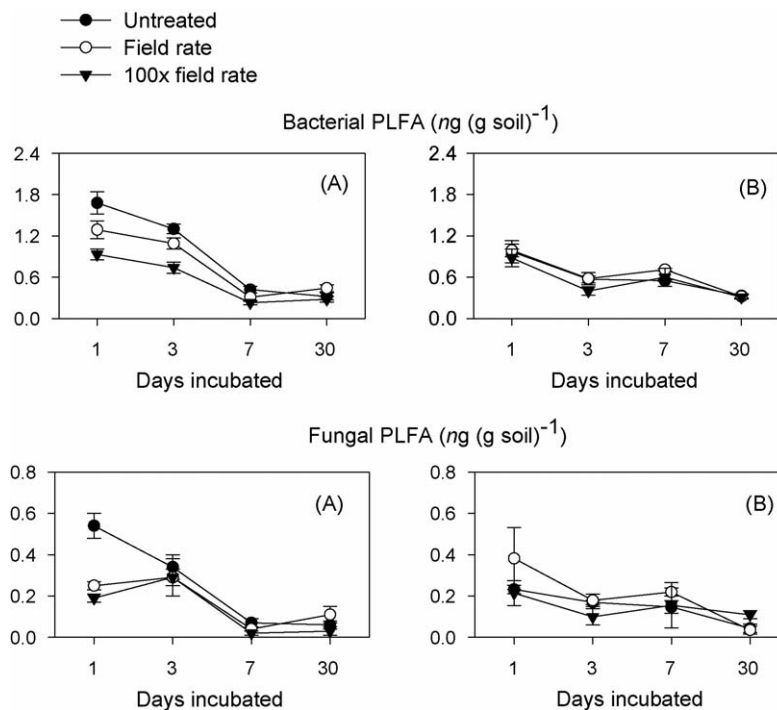 Untreated
Field rate
100x field rate
Bacterial PLFA (ng (g soil)⁻¹)
2.4
1.8
1.2
0.6
0.0
(A)
1 3 7 30
Days incubated
2.4
1.8
1.2
0.6
0.0
(B)
1 3 7 30
Days incubated
Fungal PLFA (ng (g soil)⁻¹)
0.8
0.6
0.4
0.2
0.0
(A)
1 3 7 30
Days incubated
0.8
0.6
0.4
0.2
0.0
(B)
1 3 7 30
Days incubated